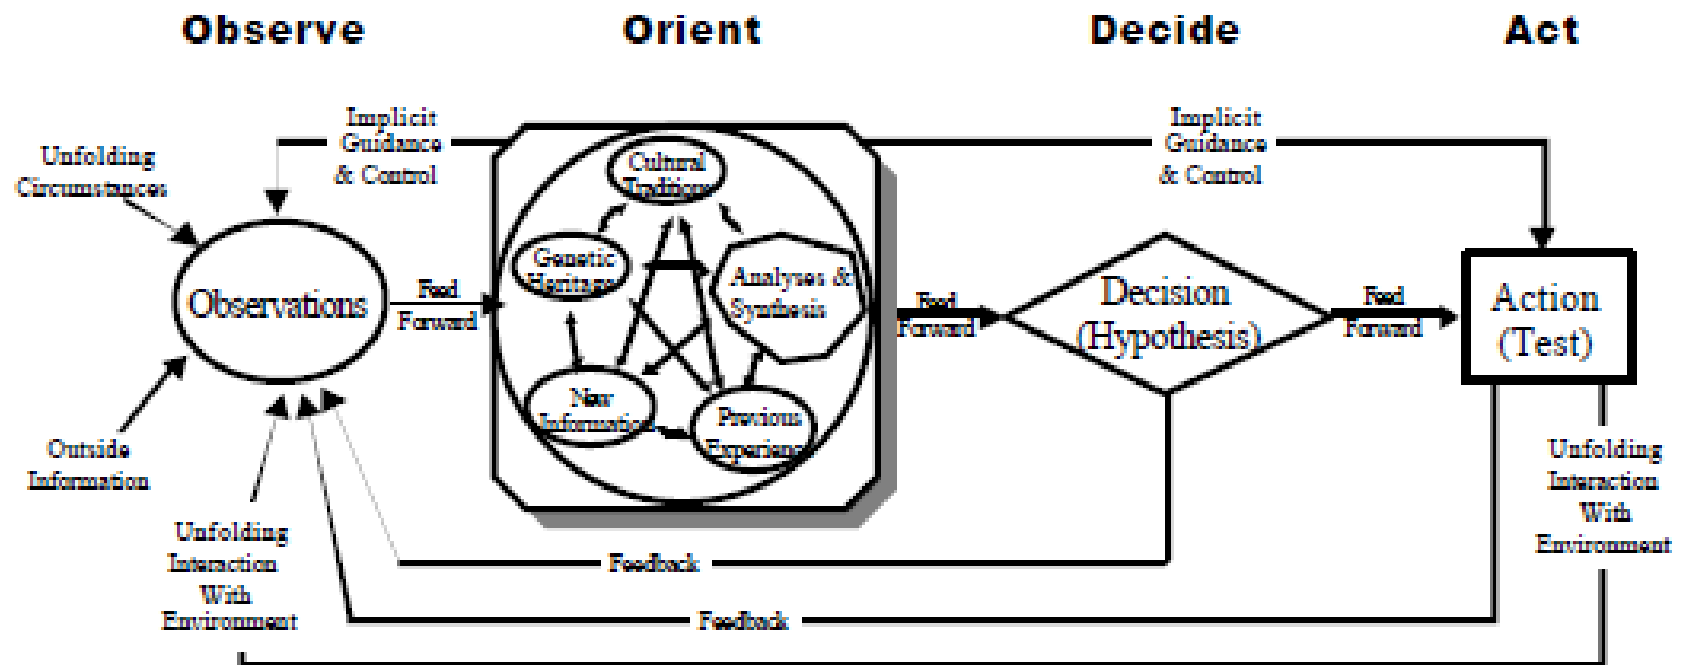 Observe
Orient
Decide
Act
Implicit
Guidance
& Control
Implicit
Guidance
& Control
Unfolding
Circumstances
Cultural
Traditions
Genetic
Heritage
Analyses &
Synthesis
Observations
Feed
Forward
Feed
Forward
Decision
(Hypothesis)
Feed
Forward
Action
(Test)
New
Information
Previous
Experience
Outside
Information
Unfolding
Interaction
With
Environment
Unfolding
Interaction
With
Environment
Feedback
Feedback